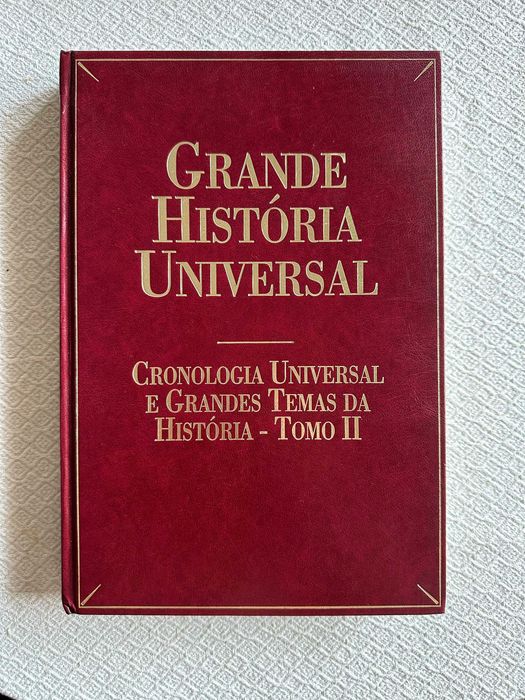 GRANDE
HISTÓRIA
UNIVERSAL
CRONOLOGIA UNIVERSAL
E GRANDES TEMAS DA
HISTÓRIA - TOMO II